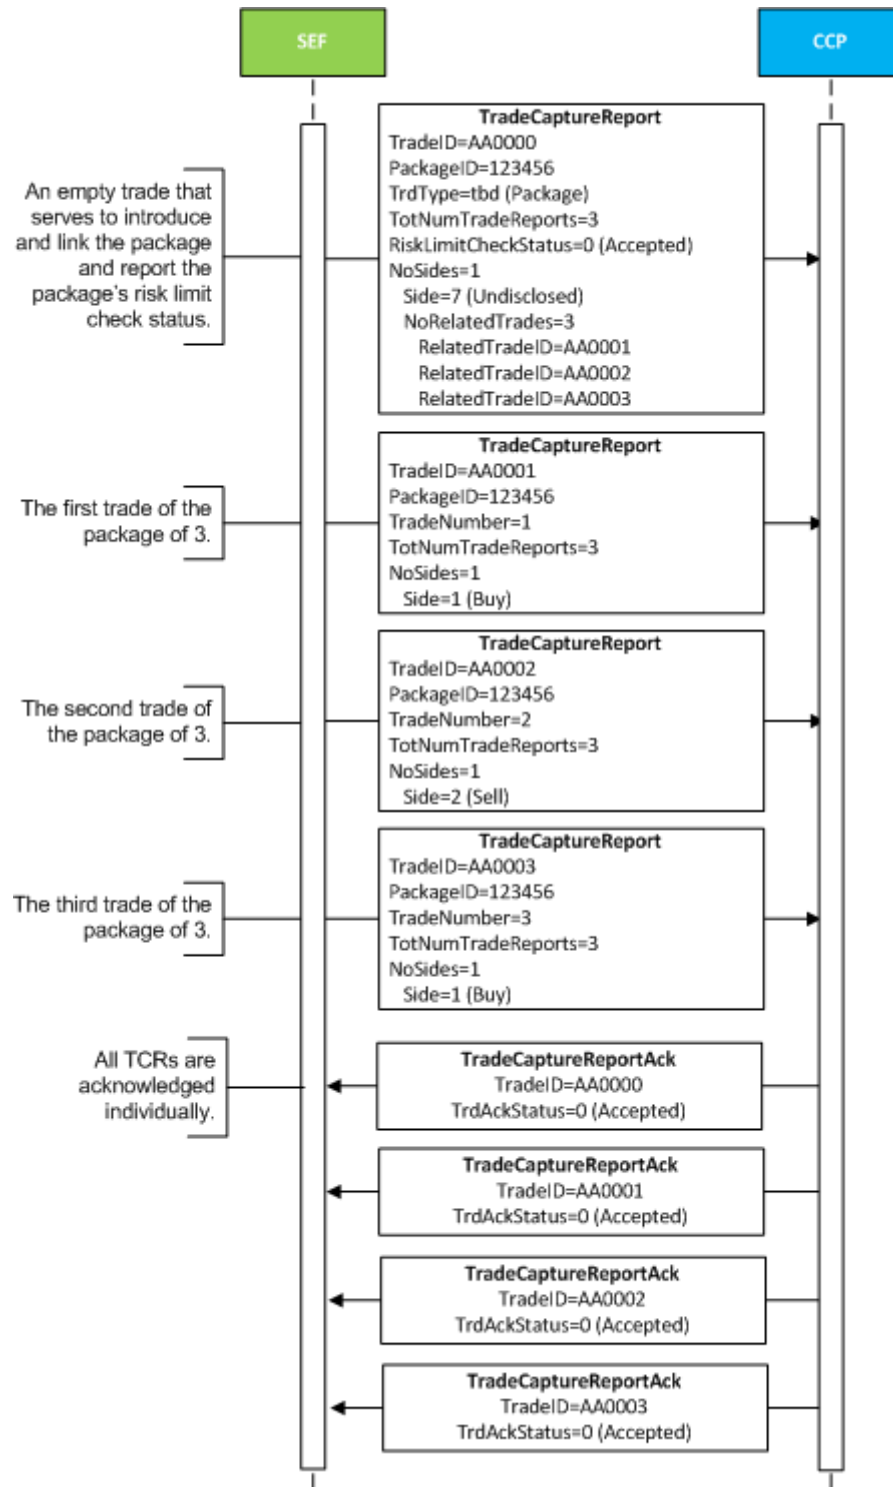 SEF
CCP
An empty trade that
serves to introduce
and link the package
and report the
package's risk limit
check status.
TradeCaptureReport
TradeID=AA0000
PackageID=123456
TrdType=tbd (Package)
TotNumTradeReports=3
RiskLimitCheckStatus=0 (Accepted)
NoSides=1
Side=7 (Undisclosed)
NoRelatedTrades=3
RelatedTradeID=AA0001
RelatedTradeID=AA0002
RelatedTradeID=AA0003
The first trade of the
package of 3.
TradeCaptureReport
TradeID=AA0001
PackageID=123456
TradeNumber=1
TotNumTradeReports=3
NoSides=1
Side=1 (Buy)
The second trade of
the package of 3.
TradeCaptureReport
TradeID=AA0002
PackageID=123456
TradeNumber=2
TotNumTradeReports=3
NoSides=1
Side=2 (Sell)
The third trade of the
package of 3.
TradeCaptureReport
TradeID=AA0003
PackageID=123456
TradeNumber=3
TotNumTradeReports=3
NoSides=1
Side=1 (Buy)
All TCRs are
acknowledged
individually.
TradeCaptureReportAck
TradeID=AA0000
TrdAckStatus=0 (Accepted)
TradeCaptureReportAck
TradeID=AA0001
TrdAckStatus=0 (Accepted)
TradeCaptureReportAck
TradeID=AA0002
TrdAckStatus=0 (Accepted)
TradeCaptureReportAck
TradeID=AA0003
TrdAckStatus=0 (Accepted)